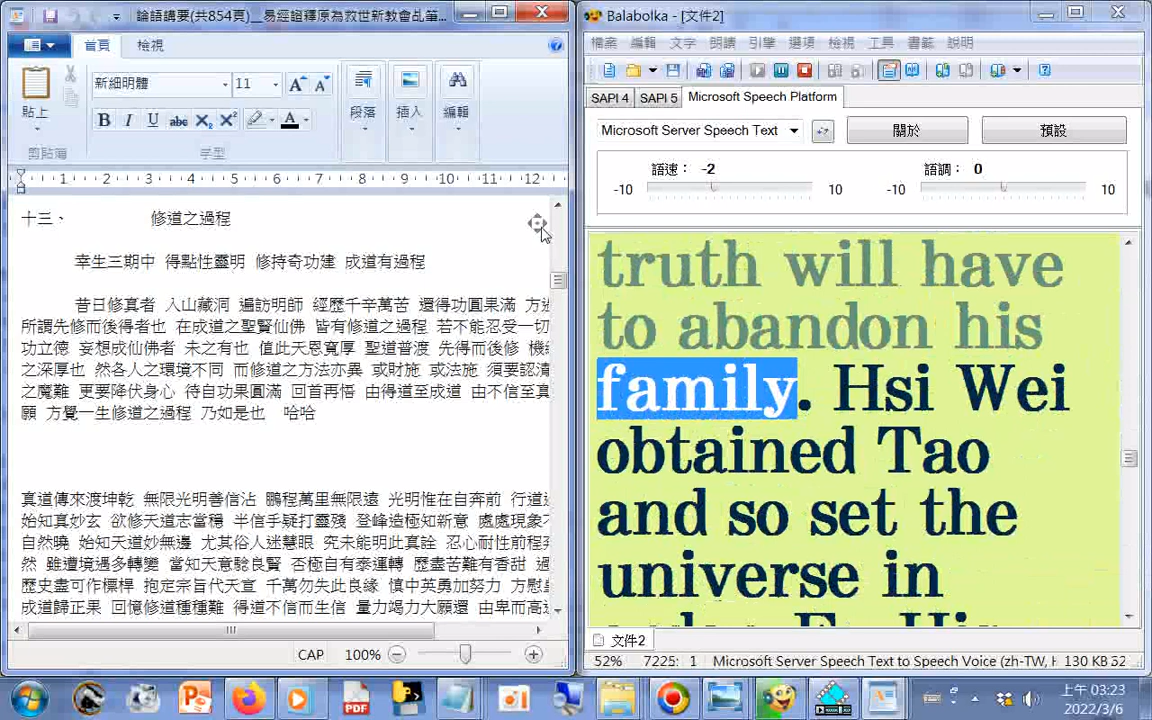 論語講要(共854頁)__易經證釋原為救世新教會乩筆...
首頁
檢視
貼上
剪貼簿
新細明體
11
B I U abc X₂ X² A
字型
段落
插入
編輯
1 2 3 4 5 6 7 8 9 10 11 12
十三、 修道之過程
幸生三期中 得點性靈明 修持奇功建 成道有過程
昔日修真者 入山藏洞 遍訪明師 經歷千辛萬苦 還得功圓果滿 方
所謂先修而後得者也 在成道之聖賢仙佛 皆有修道之過程 若不能忍受一切
功立德 妄想成仙佛者 未之有也 值此天恩寬厚 聖道普渡 先得而後修 機
之深厚也 然各人之環境不同 而修道之方法亦異 或財施 或法施 須要認清
之魔難 更要降伏身心 待自功果圓滿 回首再悟 由得道至成道 由不信至真
願 方覺一生修道之過程 乃如是也 哈哈
真道傳來渡坤乾 無限光明善信沾 鵬程萬里無限遠 光明惟在自奔前 行道
始知真妙玄 欲修天道志當穩 半信半疑打靈殘 登峰造極知新意 處處現象
自然曉 始知天道妙無邊 尤其俗人迷慧眼 究未能明此真詮 忍心耐性前程
然 雖遭境遇多轉變 當知天意驗良賢 否極自有泰運轉 歷盡苦難有香甜
歷史盡可作標桿 抱定宗旨代天宣 千萬勿失此良緣 慎中英勇加努力 方慰
成道歸正果 回憶修道種種難 得道不信而生信 量力竭力大願還 由卑而高
CAP 100%
Balabolka - [文件2]
檔案 編輯 文字 朗讀 引擎 選項 檢視 工具 書籤 說明
SAPI 4 SAPI 5 Microsoft Speech Platform
Microsoft Server Speech Text
關於
預設
語速： -2
語調： 0
-10 10 -10 10
truth will have
to abandon his
family. Hsi Wei
obtained Tao
and so set the
universe in
文件2
52% 7225: 1 Microsoft Server Speech Text to Speech Voice (zh-TW, H 130 KB
上午 03:23
2022/3/6